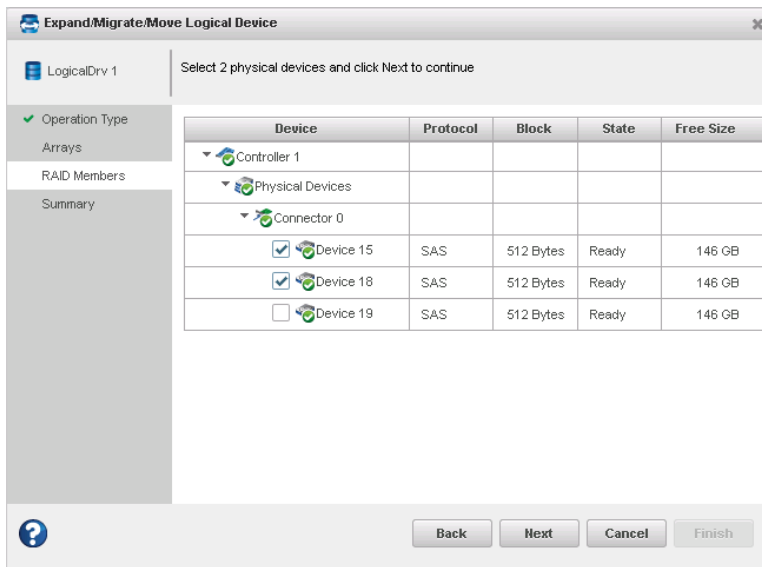 Expand/Migrate/Move Logical Device
LogicalDrv 1
Select 2 physical devices and click Next to continue
Operation Type
Arrays
RAID Members
Summary
Device Protocol Block State Free Size
Controller 1
Physical Devices
Connector 0
Device 15 SAS 512 Bytes Ready 146 GB
Device 18 SAS 512 Bytes Ready 146 GB
Device 19 SAS 512 Bytes Ready 146 GB
? Back Next Cancel Finish